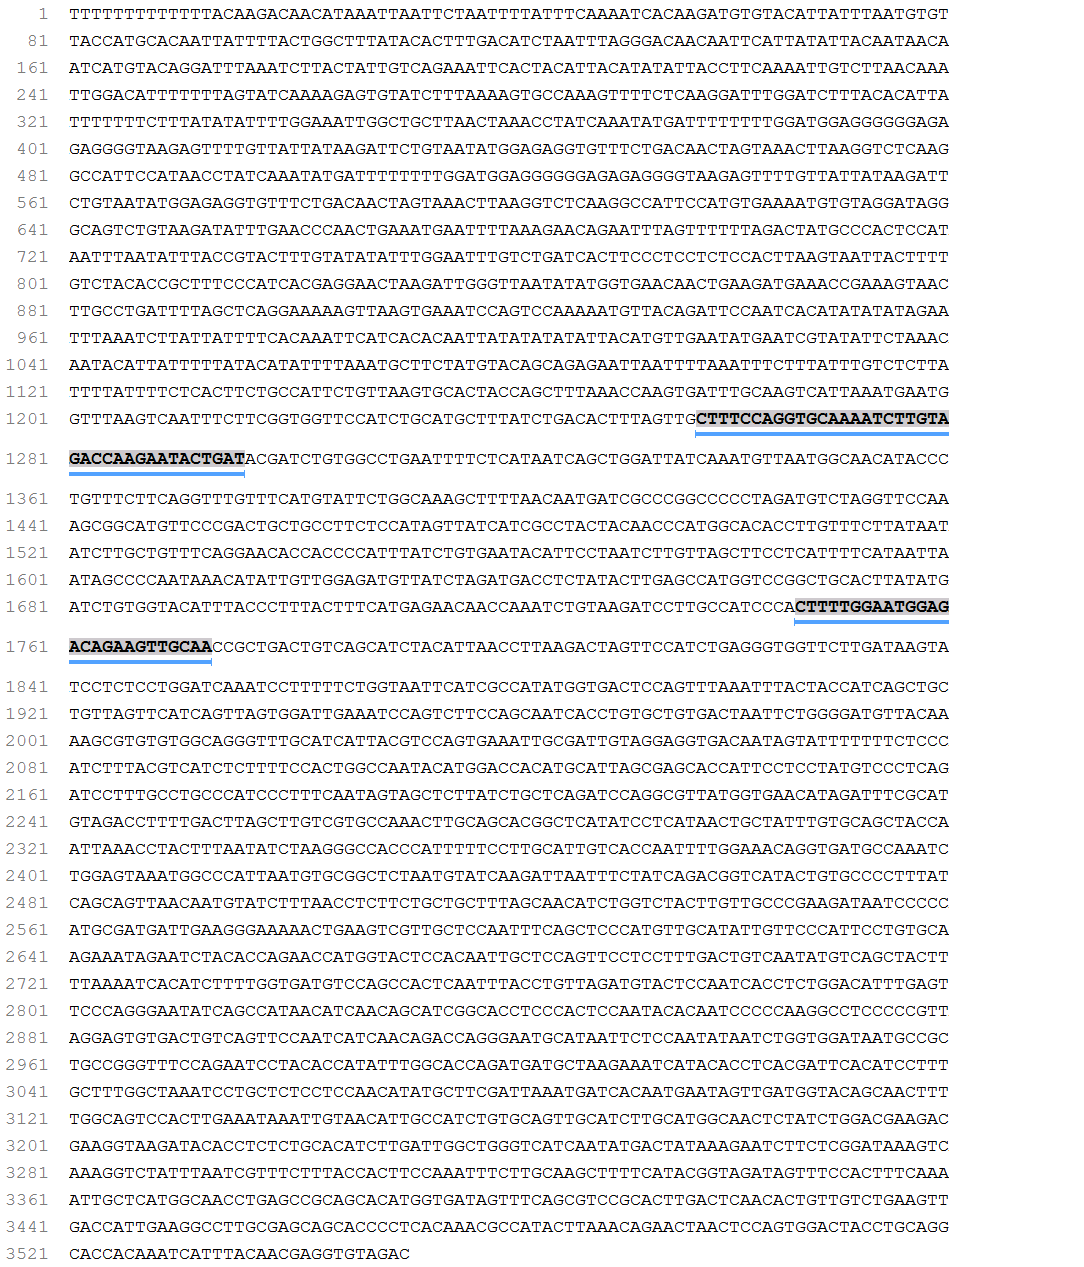 1 TTTTTTTTTTTTTTACAAGACAACATAAATTAATTCTAATTTTATTTCAAAATCACAAGATGTGTACATTATTTAATGTGT
81 TACCATGCACAATTATTTTACTGGCTTTATACACTTTGACATCTAATTTAGGGACAACAATTCATTATATTACAATAACA
161 ATCATGTACAGGATTTAAATCTTACTATTGTCAGAAATTCACTACATTACATATATTACCTTCAAAATTGTCTTAACAAA
241 TTGGACATTTTTTTAGTATCAAAAGAGTGTATCTTTAAAAGTGCCAAAGTTTTCTCAAGGATTTGGATCTTTACACATTA
321 TTTTTTTCTTTATATATTTTGGAAATTGGCTGCTTAACTAAACCTATCAAATATGATTTTTTTTGGATGGAGGGGGGAGA
401 GAGGGGTAAGAGTTTTGTTATTATAAGATTCTGTAATATGGAGAGGTGTTTCTGACAACTAGTAAACTTAAGGTCTCAAG
481 GCCATTCCATAACCTATCAAATATGATTTTTTTTGGATGGAGGGGGGAGAGAGGGGTAAGAGTTTTGTTATTATAAGATT
561 CTGTAATATGGAGAGGTGTTTCTGACAACTAGTAAACTTAAGGTCTCAAGGCCATTCCATGTGAAAATGTGTAGGATAGG
641 GCAGTCTGTAAGATATTTGAACCCAACTGAAATGAATTTTAAAGAACAGAATTTAGTTTTTTAGACTATGCCCACTCCAT
721 AATTTAATATTTACCGTACTTTGTATATATTTGGAATTTGTCTGATCACTTCCCTCCTCTCCACTTAAGTAATTACTTTT
801 GTCTACACCGCTTTCCCATCACGAGGAACTAAGATTGGGTTAATATATGGTGAACAACTGAAGATGAAACCGAAAGTAAC
881 TTGCCTGATTTTAGCTCAGGAAAAAGTTAAGTGAAATCCAGTCCAAAAATGTTACAGATTCCAATCACATATATATAGAA
961 TTTAAATCTTATTATTTTCACAAATTCATCACACAATTATATATATATTACATGTTGAATATGAATCGTATATTCTAAAC
1041 AATACATTATTTTTATACATATTTTAAATGCTTCTATGTACAGCAGAGAATTAATTTTAAATTTCTTTATTTGTCTCTTA
1121 TTTTATTTTCTCACTTCTGCCATTCTGTTAAGTGCACTACCAGCTTTAAACCAAGTGATTTGCAAGTCATTAAATGAATG
1201 GTTTAAGTCAATTTCTTCGGTGGTTCCATCTGCATGCTTTATCTGACACTTTAGTTGCTTTCCAGGTGCAAAATCTTGTA
1281 GACCAAGAATACTGATACGATCTGTGGCCTGAATTTTCTCATAATCAGCTGGATTATCAAATGTTAATGGCAACATACCC
1361 TGTTTCTTCAGGTTTGTTTCATGTATTCTGGCAAAGCTTTTAACAATGATCGCCCGGCCCCCTAGATGTCTAGGTTCCAA
1441 AGCGGCATGTTCCCGACTGCTGCCTTCTCCATAGTTATCATCGCCTACTACAACCCATGGCACACCTTGTTTCTTATAAT
1521 ATCTTGCTGTTTCAGGAACACCACCCCATTTATCTGTGAATACATTCCTAATCTTGTTAGCTTCCTCATTTTCATAATTA
1601 ATAGCCCCAATAAACATATTGTTGGAGATGTTATCTAGATGACCTCTATACTTGAGCCATGGTCCGGCTGCACTTATATG
1681 ATCTGTGGTACATTTACCCTTTACTTTCATGAGAACAACCAAATCTGTAAGATCCTTGCCATCCCACTTTTGGAATGGAG
1761 ACAGAAGTTGCAACCGCTGACTGTCAGCATCTACATTAACCTTAAGACTAGTTCCATCTGAGGGTGGTTCTTGATAAGTA
1841 TCCTCTCCTGGATCAAATCCTTTTTCTGGTAATTCATCGCCATATGGTGACTCCAGTTTAAATTTACTACCATCAGCTGC
1921 TGTTAGTTCATCAGTTAGTGGATTGAAATCCAGTCTTCCAGCAATCACCTGTGCTGTGACTAATTCTGGGGATGTTACAA
2001 AAGCGTGTGTGGCAGGGTTTGCATCATTACGTCCAGTGAAATTGCGATTGTAGGAGGTGACAATAGTATTTTTTTCTCCC
2081 ATCTTTACGTCATCTCTTTTCCACTGGCCAATACATGGACCACATGCATTAGCGAGCACCATTCCTCCTATGTCCCTCAG
2161 ATCCTTTGCCTGCCCATCCCTTTCAATAGTAGCTCTTATCTGCTCAGATCCAGGCGTTATGGTGAACATAGATTTCGCAT
2241 GTAGACCTTTTGACTTAGCTTGTCGTGCCAAACTTGCAGCACGGCTCATATCCTCATAACTGCTATTTGTGCAGCTACCA
2321 ATTAAACCTACTTTAATATCTAAGGGCCACCCATTTTTCCTTGCATTGTCACCAATTTTGGAAACAGGTGATGCCAAATC
2401 TGGAGTAAATGGCCCATTAATGTGCGGCTCTAATGTATCAAGATTAATTTCTATCAGACGGTCATACTGTGCCCCTTTAT
2481 CAGCAGTTAACAATGTATCTTTAACCTCTTCTGCTGCTTTAGCAACATCTGGTCTACTTGTTGCCCGAAGATAATCCCCC
2561 ATGCGATGATTGAAGGGAAAAACTGAAGTCGTTGCTCCAATTTCAGCTCCCATGTTGCATATTGTTCCCATTCCTGTGCA
2641 AGAAATAGAATCTACACCAGAACCATGGTACTCCACAATTGCTCCAGTTCCTCCTTTGACTGTCAATATGTCAGCTACTT
2721 TTAAAATCACATCTTTTGGTGATGTCCAGCCACTCAATTTACCTGTTAGATGTACTCCAATCACCTCTGGACATTTGAGT
2801 TCCCAGGGAATATCAGCCATAACATCAACAGCATCGGCACCTCCCACTCCAATACACAATCCCCCAAGGCCTCCCCCGTT
2881 AGGAGTGTGACTGTCAGTTCCAATCATCAACAGACCAGGGAATGCATAATTCTCCAATATAATCTGGTGGATAATGCCGC
2961 TGCCGGGTTTCCAGAATCCTACACCATATTTGGCACCAGATGATGCTAAGAAATCATACACCTCACGATTCACATCCTTT
3041 GCTTTGGCTAAATCCTGCTCTCCTCCAACATATGCTTCGATTAAATGATCACAATGAATAGTTGATGGTACAGCAACTTT
3121 TGGCAGTCCACTTGAAATAAATTGTAACATTGCCATCTGTGCAGTTGCATCTTGCATGGCAACTCTATCTGGACGAAGAC
3201 GAAGGTAAGATACACCTCTCTGCACATCTTGATTGGCTGGGTCATCAATATGACTATAAAGAATCTTCTCGGATAAAGTC
3281 AAAGGTCTATTTAATCGTTTCTTTACCACTTCCAAATTTCTTGCAAGCTTTTCATACGGTAGATAGTTTCCACTTTCAAA
3361 ATTGCTCATGGCAACCTGAGCCGCAGCACATGGTGATAGTTTCAGCGTCCGCACTTGACTCAACACTGTTGTCTGAAGTT
3441 GACCATTGAAGGCCTTGCGAGCAGCACCCCTCACAAACGCCATACTTAAACAGAACTAACTCCAGTGGACTACCTGCAGG
3521 CACCACAAATCATTTACAACGAGGTGTAGAC